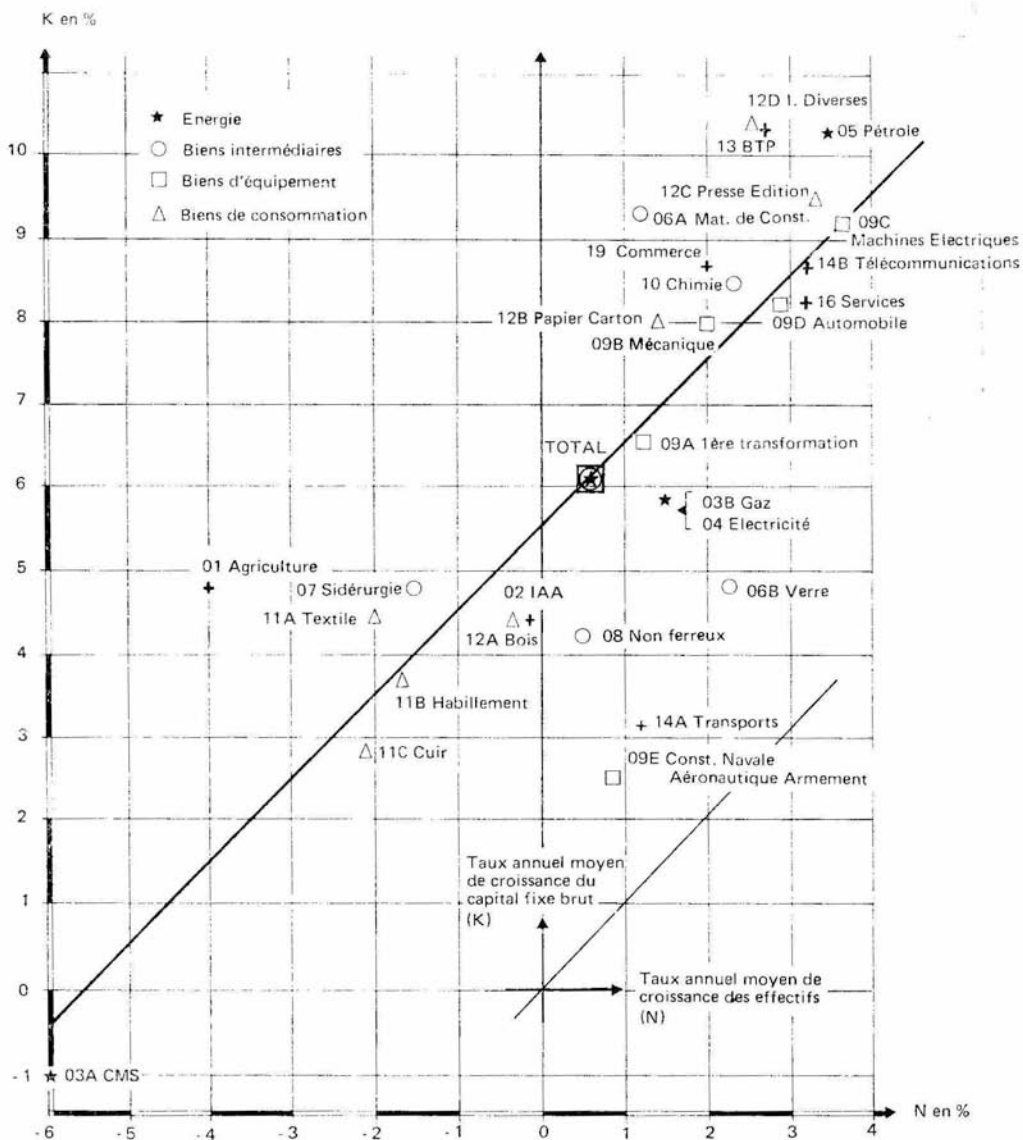 K en %
Energie
Biens intermédiaires
Biens d'équipement
Biens de consommation
12D I. Diverses
05 Pétrole
13 BTP
12C Presse Edition
06A Mat. de Const.
09C
Machines Electriques
19 Commerce
14B Télécommunications
10 Chimie
16 Services
12B Papier Carton
09D Automobile
09B Mécanique
TOTAL
09A 1ère transformation
03B Gaz
04 Electricité
01 Agriculture
07 Sidérurgie
02 IAA
06B Verre
11A Textile
12A Bois
08 Non ferreux
11B Habillement
14A Transports
11C Cuir
09E Const. Navale
Aéronautique Armement
Taux annuel moyen
de croissance du
capital fixe brut
(K)
Taux annuel moyen de
croissance des effectifs
(N)
03A CMS
10
9
8
7
6
5
4
3
2
1
0
-1
-6 -5 -4 -3 -2 -1 0 1 2 3 4
N en %